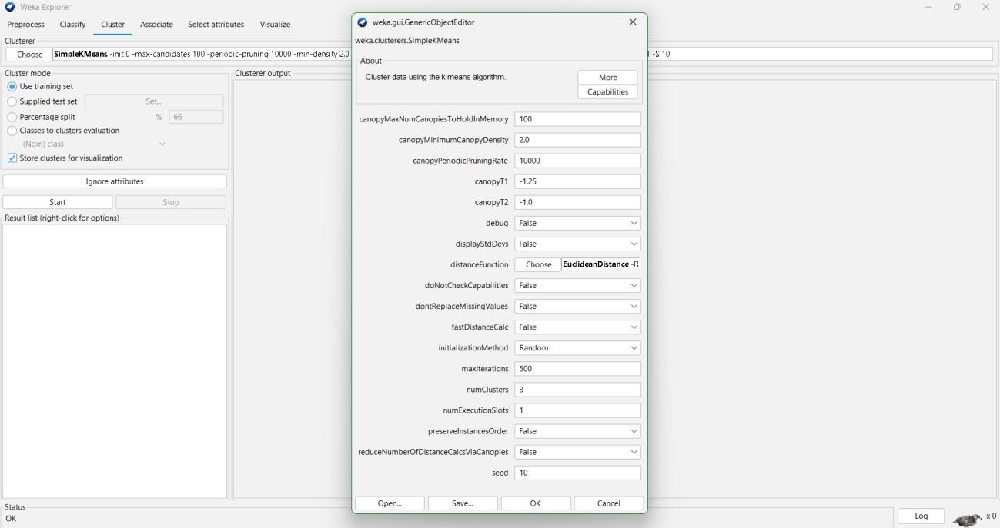 Weka Explorer
Preprocess Classify Cluster Associate Select attributes Visualize
Clusterer
Choose SimpleKMeans -init 0 -max-candidates 100 -periodic-pruning 10000 -min-density 2.0 -S 10
Cluster mode
Use training set
Supplied test set Set...
Percentage split % 66
Classes to clusters evaluation
(Nom) class
Store clusters for visualization
Ignore attributes
Start Stop
Result list (right-click for options)
Clusterer output
weka.gui.GenericObjectEditor
weka.clusterers.SimpleKMeans
About
Cluster data using the k means algorithm.
More
Capabilities
canopyMaxNumCanopiesToHoldInMemory 100
canopyMinimumCanopyDensity 2.0
canopyPeriodicPruningRate 10000
canopyT1 -1.25
canopyT2 -1.0
debug False
displayStdDevs False
distanceFunction Choose EuclideanDistance -R
doNotCheckCapabilities False
dontReplaceMissingValues False
fastDistanceCalc False
initializationMethod Random
maxIterations 500
numClusters 3
numExecutionSlots 1
preserveInstancesOrder False
reduceNumberOfDistanceCalcsViaCanopies False
seed 10
Open... Save... OK Cancel
Status
OK
Log x 0